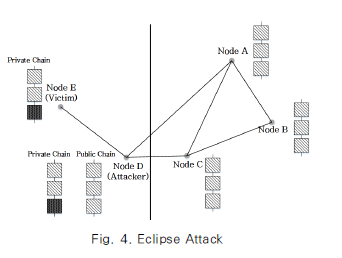 Node A
Private Chain
Node E
(Victim)
Node B
Private Chain Public Chain
Node D
(Attacker)
Node C
Fig. 4. Eclipse Attack